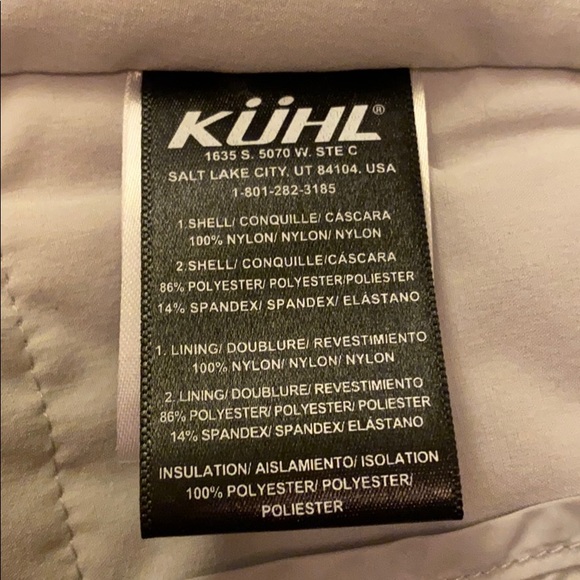 KÜHL®
1635 S. 5070 W. STE C
SALT LAKE CITY, UT 84104, USA
1-801-282-3185
1.SHELL/ CONQUILLE/ CÁSCARA
100% NYLON/ NYLON/ NYLON
2.SHELL/ CONQUILLE/CÁSCARA
86% POLYESTER/ POLYESTER/POLIESTER
14% SPANDEX/ SPANDEX/ ELÁSTANO
1. LINING/ DOUBLURE/ REVESTIMIENTO
100% NYLON/ NYLON/ NYLON
2. LINING/ DOUBLURE/ REVESTIMIENTO
86% POLYESTER/ POLYESTER/ POLIESTER
14% SPANDEX/ SPANDEX/ ELÁSTANO
INSULATION/ AISLAMIENTO/ ISOLATION
100% POLYESTER/ POLYESTER/
POLIESTER